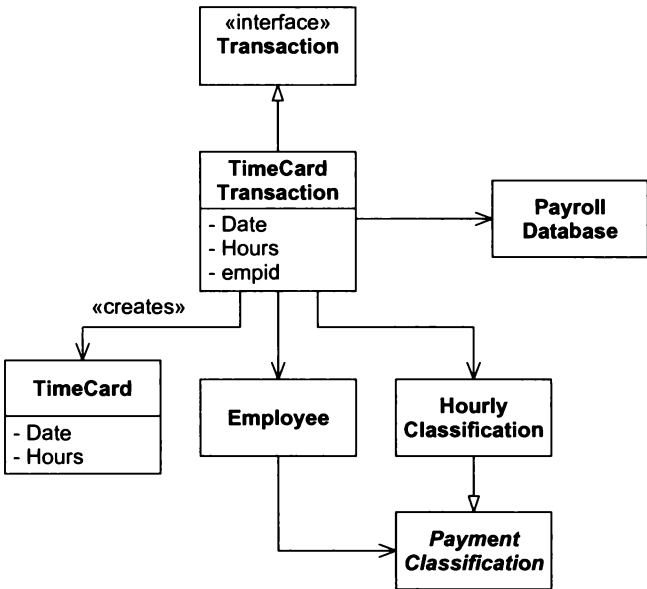 «interface»
Transaction
TimeCard
Transaction
- Date
- Hours
- empid
Payroll
Database
«creates»
TimeCard
- Date
- Hours
Employee
Hourly
Classification
Payment
Classification